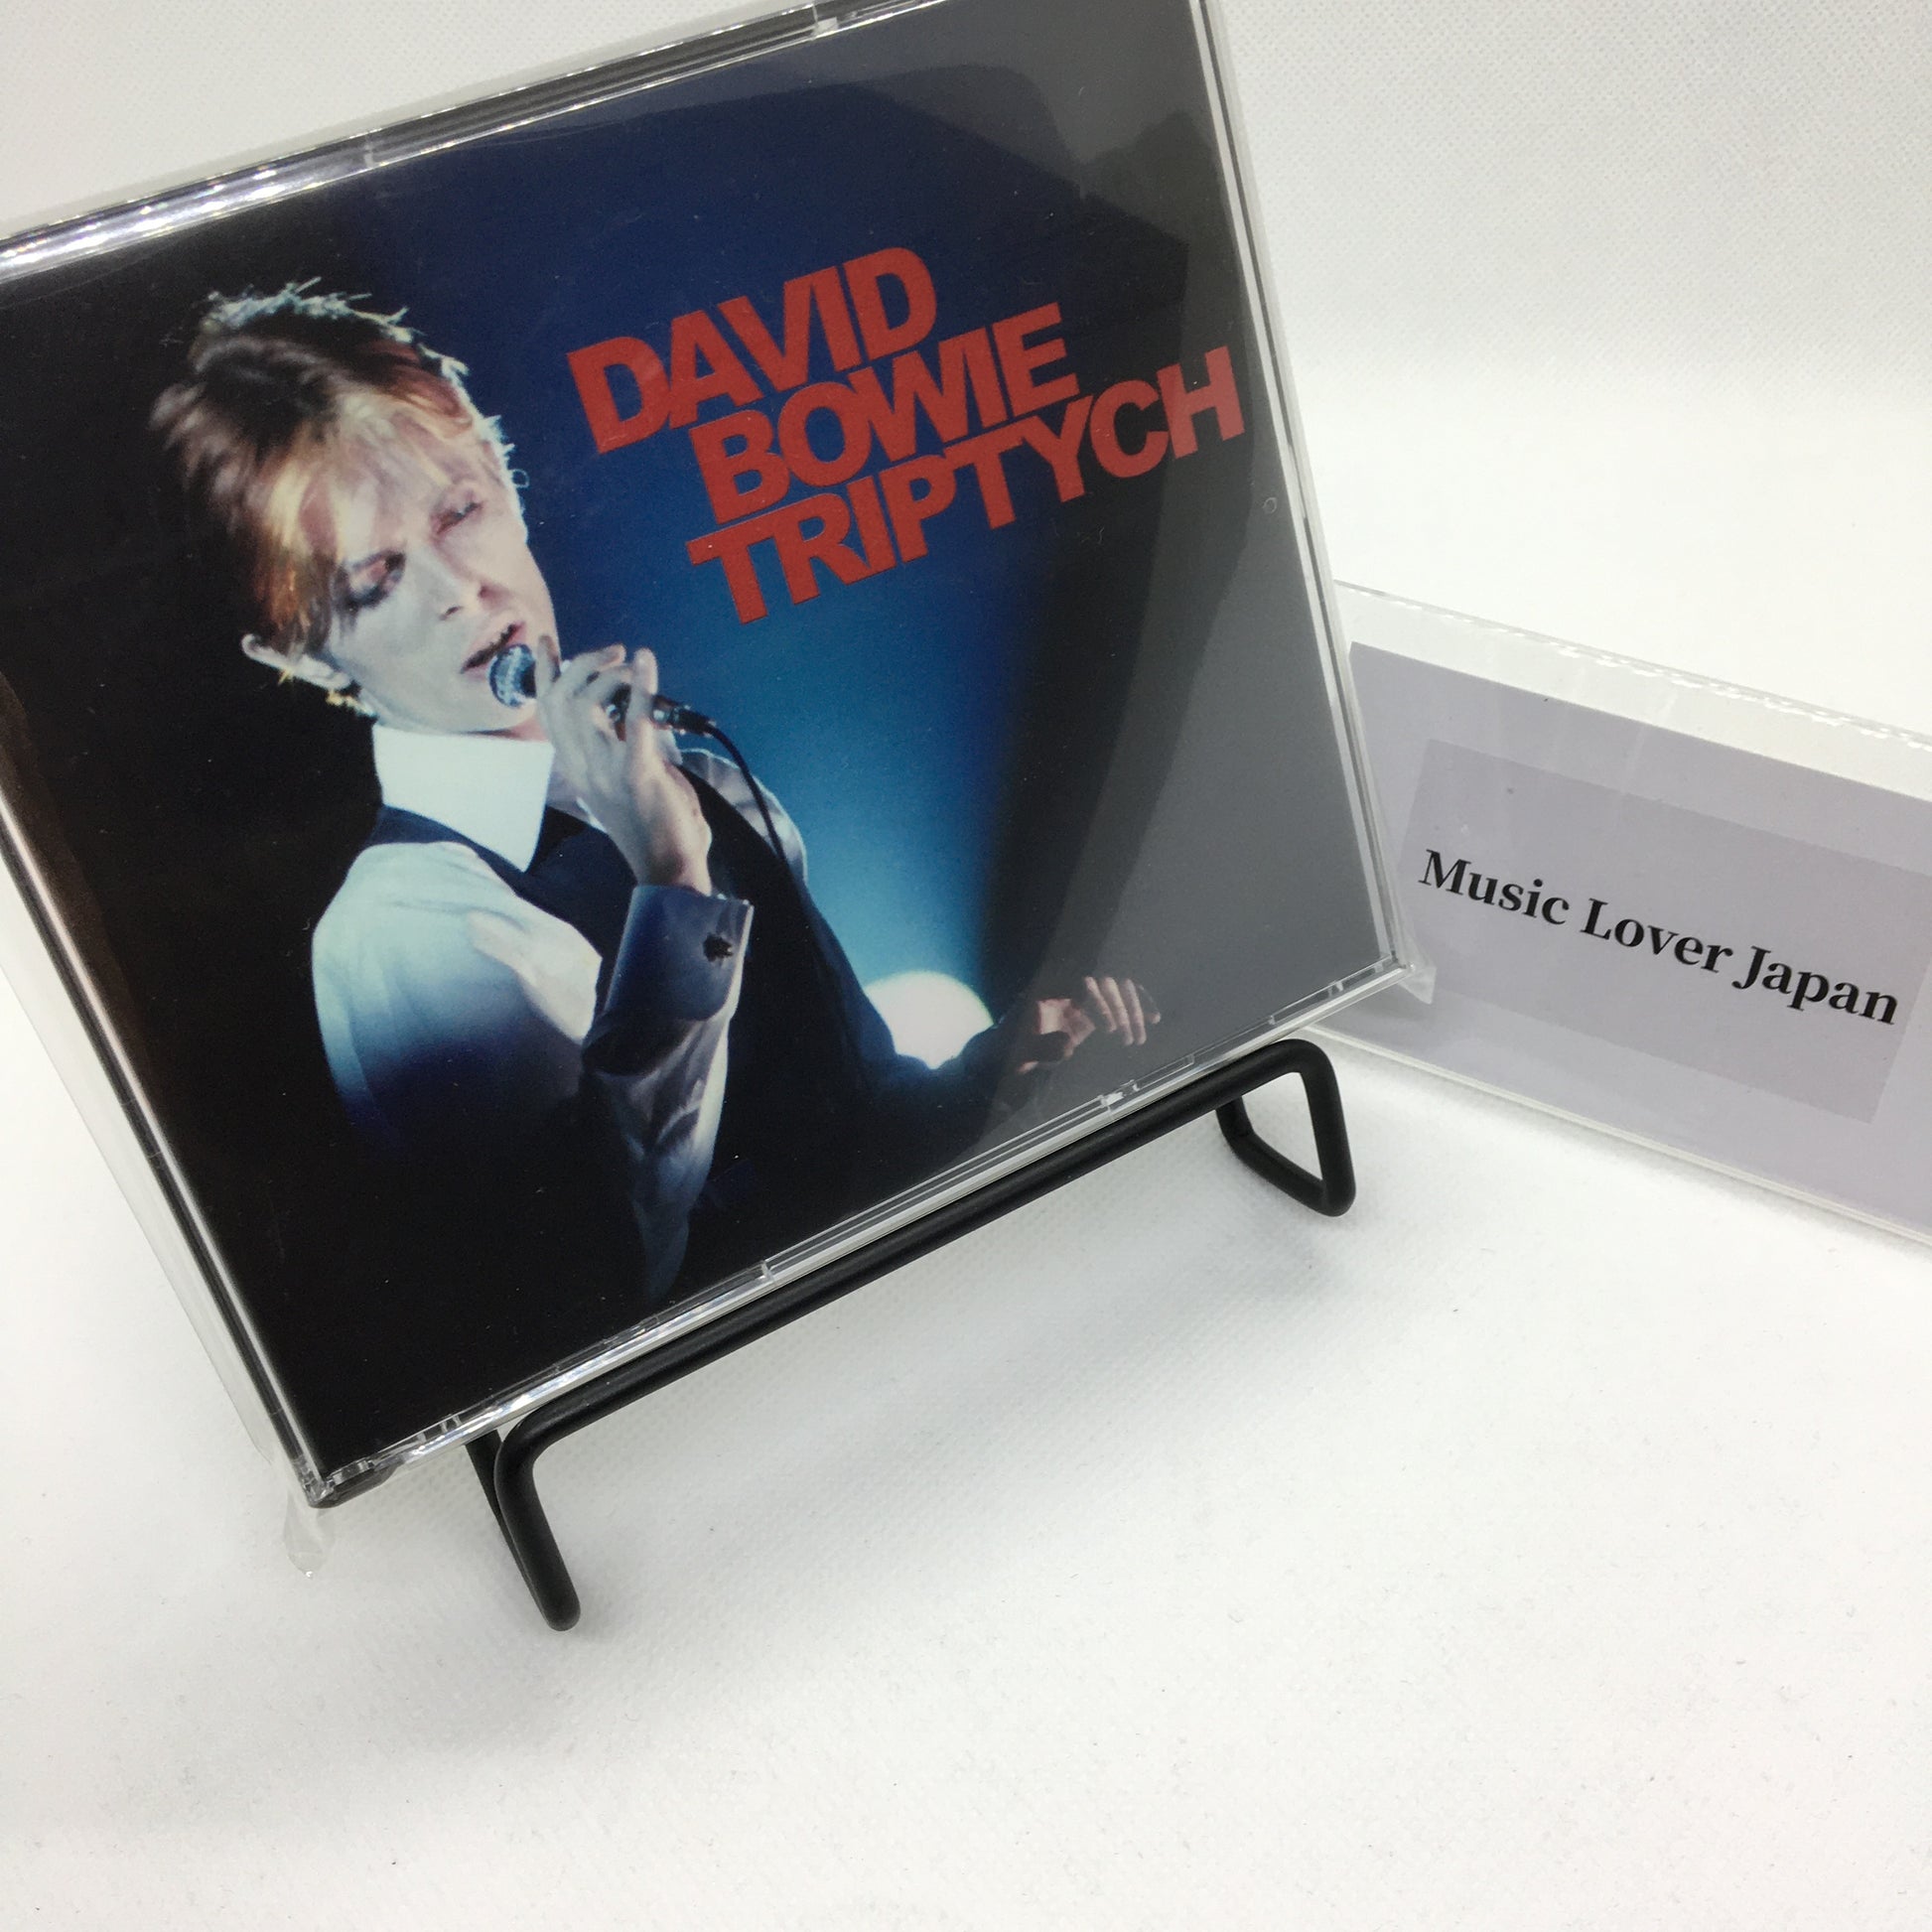 DAVID
BOWIE
TRIPTYCH
Music Lover Japan